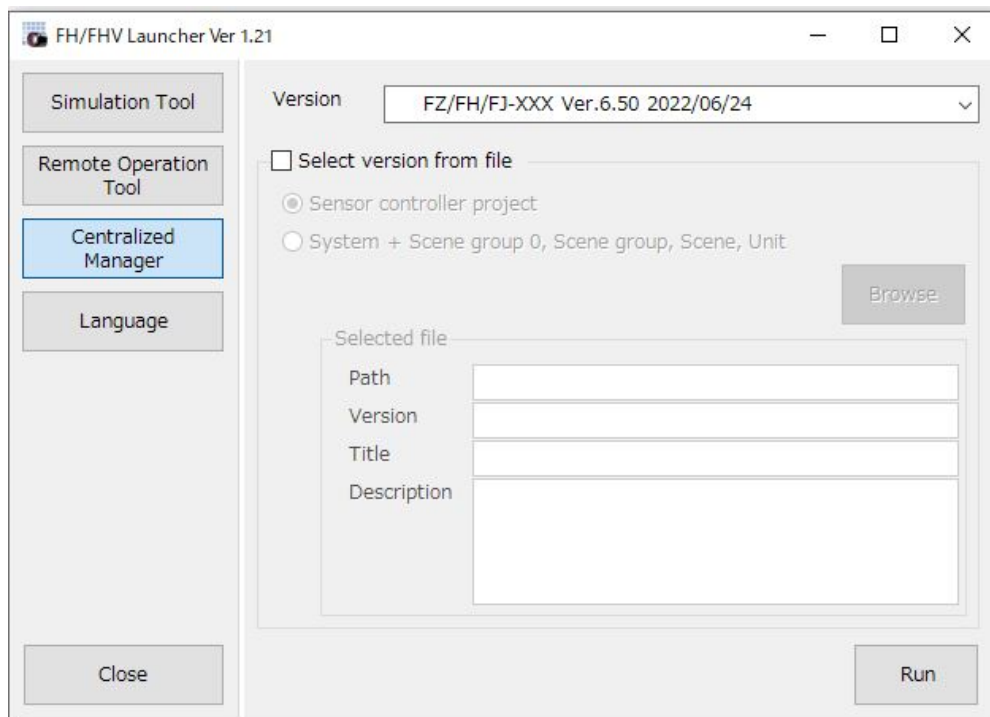 FH/FHV Launcher Ver 1.21
Simulation Tool
Remote Operation
Tool
Centralized
Manager
Language
Close
Version
FZ/FH/FJ-XXX Ver.6.50 2022/06/24
Select version from file
Sensor controller project
System + Scene group 0, Scene group, Scene, Unit
Browse
Selected file
Path
Version
Title
Description
Run